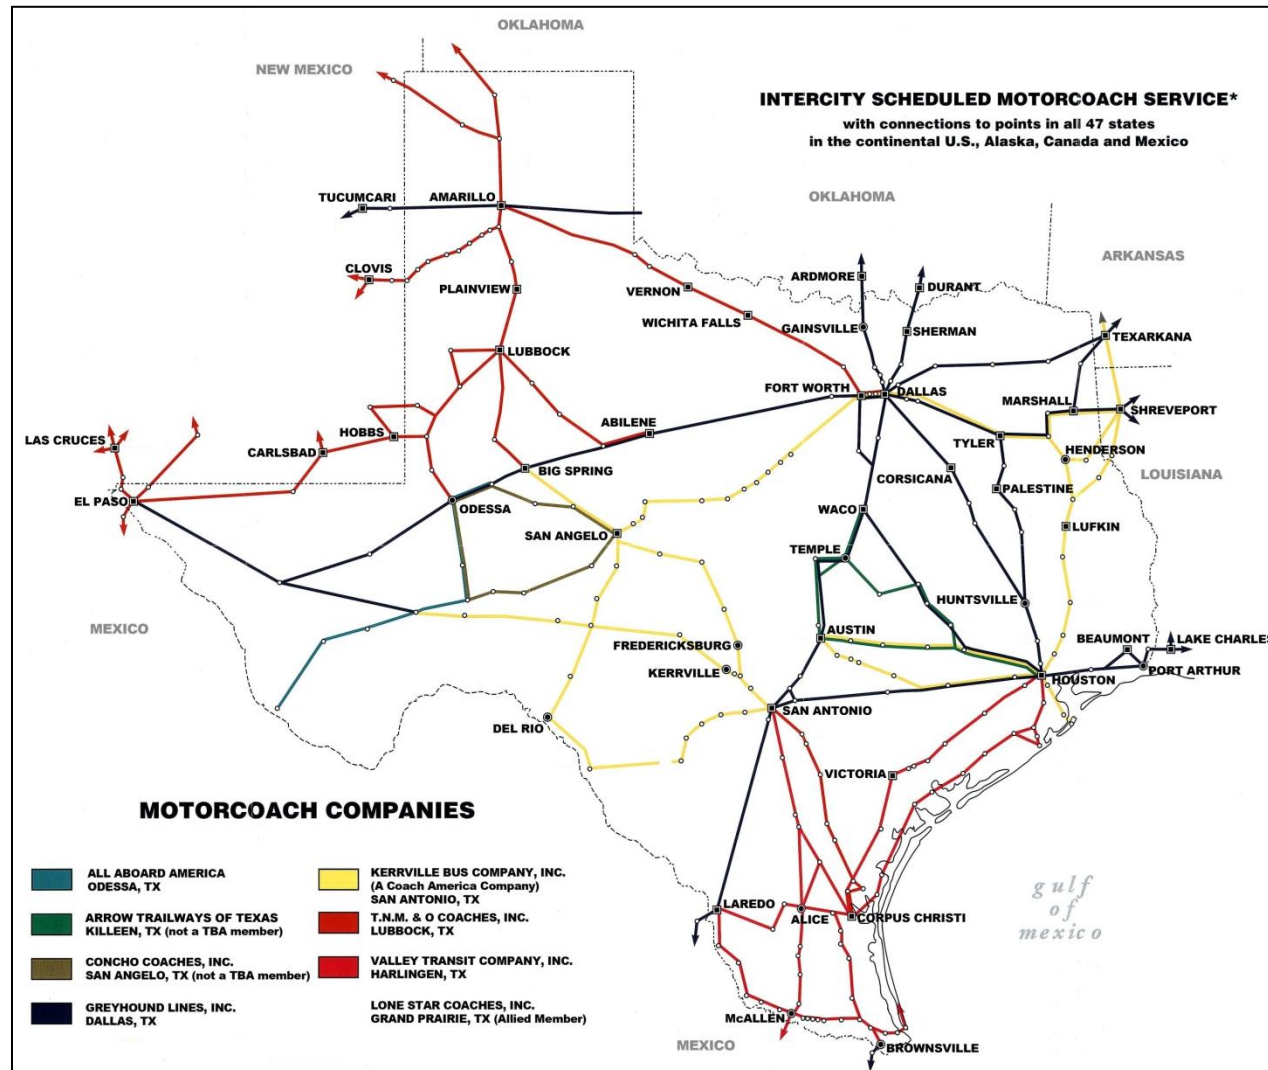 OKLAHOMA
NEW MEXICO
INTERCITY SCHEDULED MOTORCOACH SERVICE*
with connections to points in all 47 states
in the continental U.S., Alaska, Canada and Mexico
TUCUMCARI
AMARILLO
OKLAHOMA
ARKANSAS
CLOVIS
PLAINVIEW
VERNON
ARDMORE
DURANT
WICHITA FALLS
GAINSVILLE
SHERMAN
TEXARKANA
LUBBOCK
FORT WORTH
DALLAS
MARSHALL
SHREVEPORT
LAS CRUCES
HOBBS
ABILENE
CARLSBAD
TYLER
HENDERSON
BIG SPRING
CORSICANA
LOUISIANA
EL PASO
ODESSA
PALESTINE
WACO
SAN ANGELO
LUFKIN
TEMPLE
HUNTSVILLE
MEXICO
AUSTIN
BEAUMONT
LAKE CHARLES
FREDERICKSBURG
KERRVILLE
PORT ARTHUR
HOUSTON
SAN ANTONIO
DEL RIO
VICTORIA
MOTORCOACH COMPANIES
ALL ABOARD AMERICA
ODESSA, TX
ARROW TRAILWAYS OF TEXAS
KILLEEN, TX (not a TBA member)
CONCHO COACHES, INC.
SAN ANGELO, TX (not a TBA member)
GREYHOUND LINES, INC.
DALLAS, TX
KERRVILLE BUS COMPANY, INC.
(A Coach America Company)
SAN ANTONIO, TX
T.N.M. & O COACHES, INC.
LUBBOCK, TX
VALLEY TRANSIT COMPANY, INC.
HARLINGEN, TX
LONE STAR COACHES, INC.
GRAND PRAIRIE, TX (Allied Member)
LAREDO
ALICE
CORPUS CHRISTI
gulf
of
mexico
McALLEN
MEXICO
BROWNSVILLE